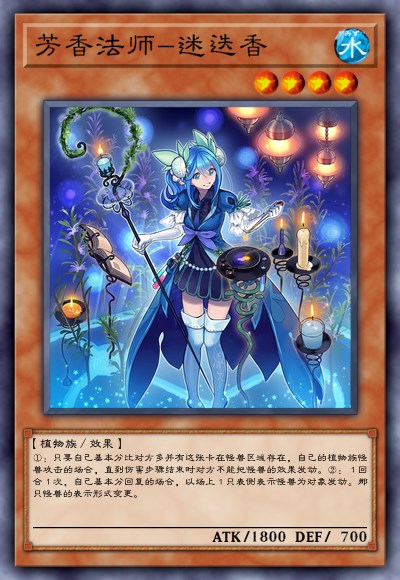 芳香法师-迷迭香
水
【植物族／效果】
①：只要自己基本分比对方多并有这张卡在怪兽区域存在，自己的植物族怪
兽攻击的场合，直到伤害步骤结束时对方不能把怪兽的效果发动。②：1回
合1次，自己基本分回复的场合，以场上1只表侧表示怪兽为对象发动。那
只怪兽的表示形式变更。
ATK/1800 DEF/ 700